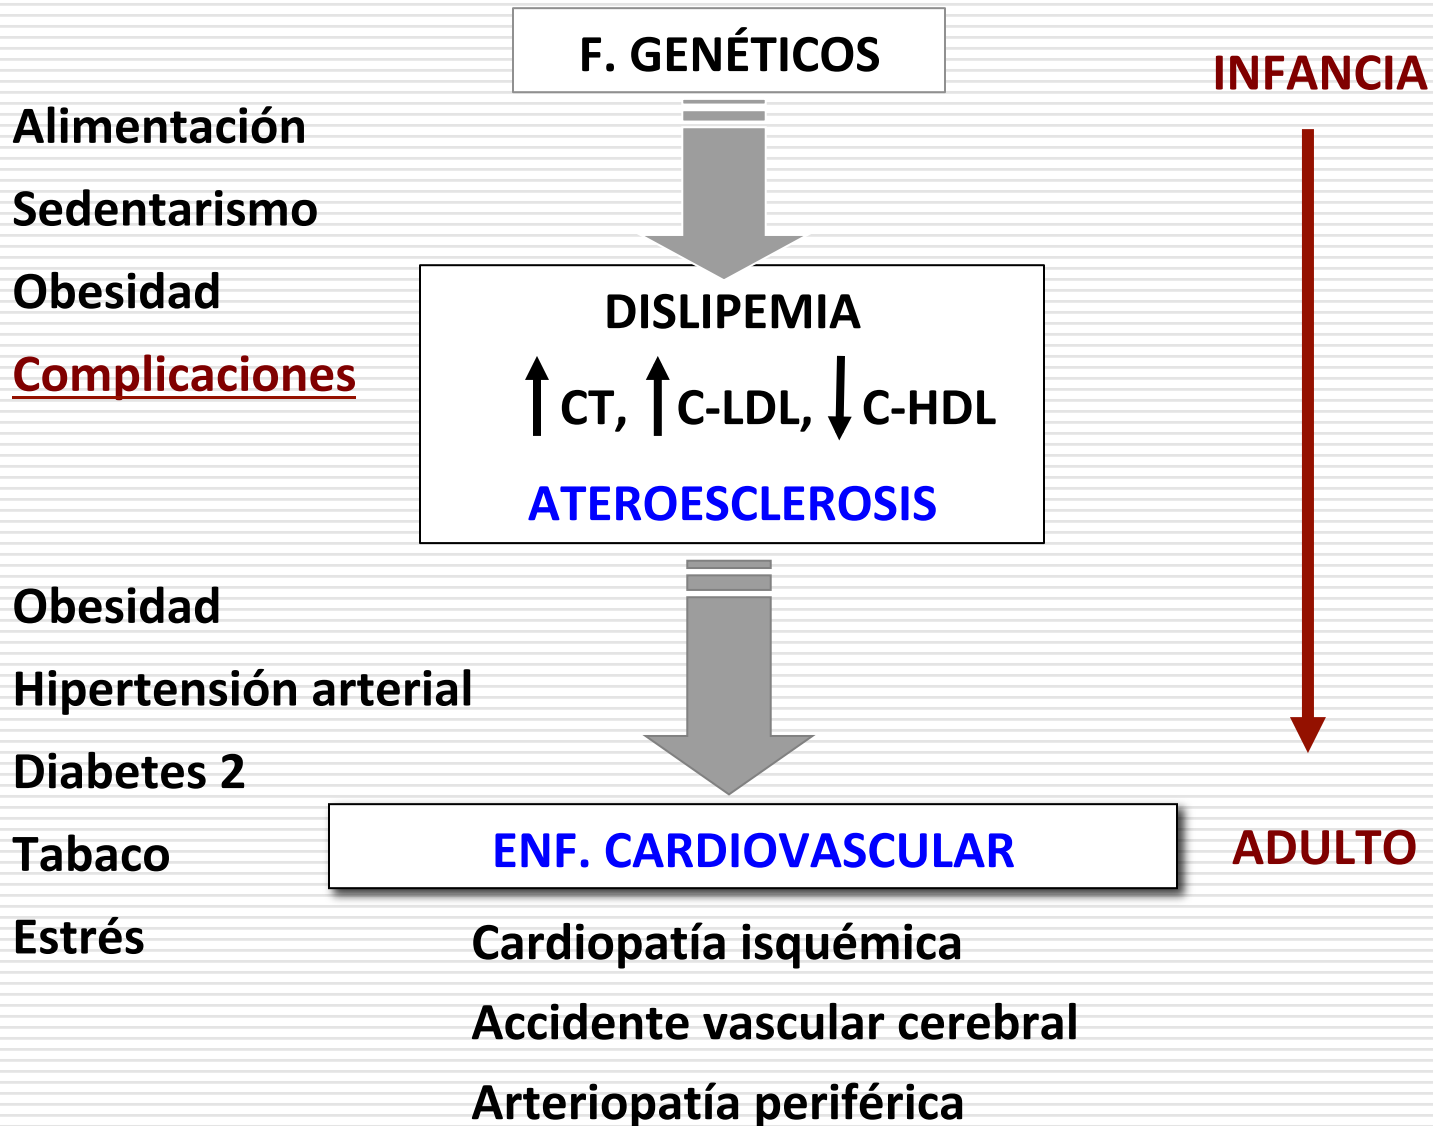 F. GENÉTICOS
INFANCIA
Alimentación
Sedentarismo
Obesidad
Complicaciones
DISLIPEMIA
CT, C-LDL, C-HDL
ATEROESCLEROSIS
Obesidad
Hipertensión arterial
Diabetes 2
Tabaco
Estrés
ENF. CARDIOVASCULAR
ADULTO
Cardiopatía isquémica
Accidente vascular cerebral
Arteriopatía periférica